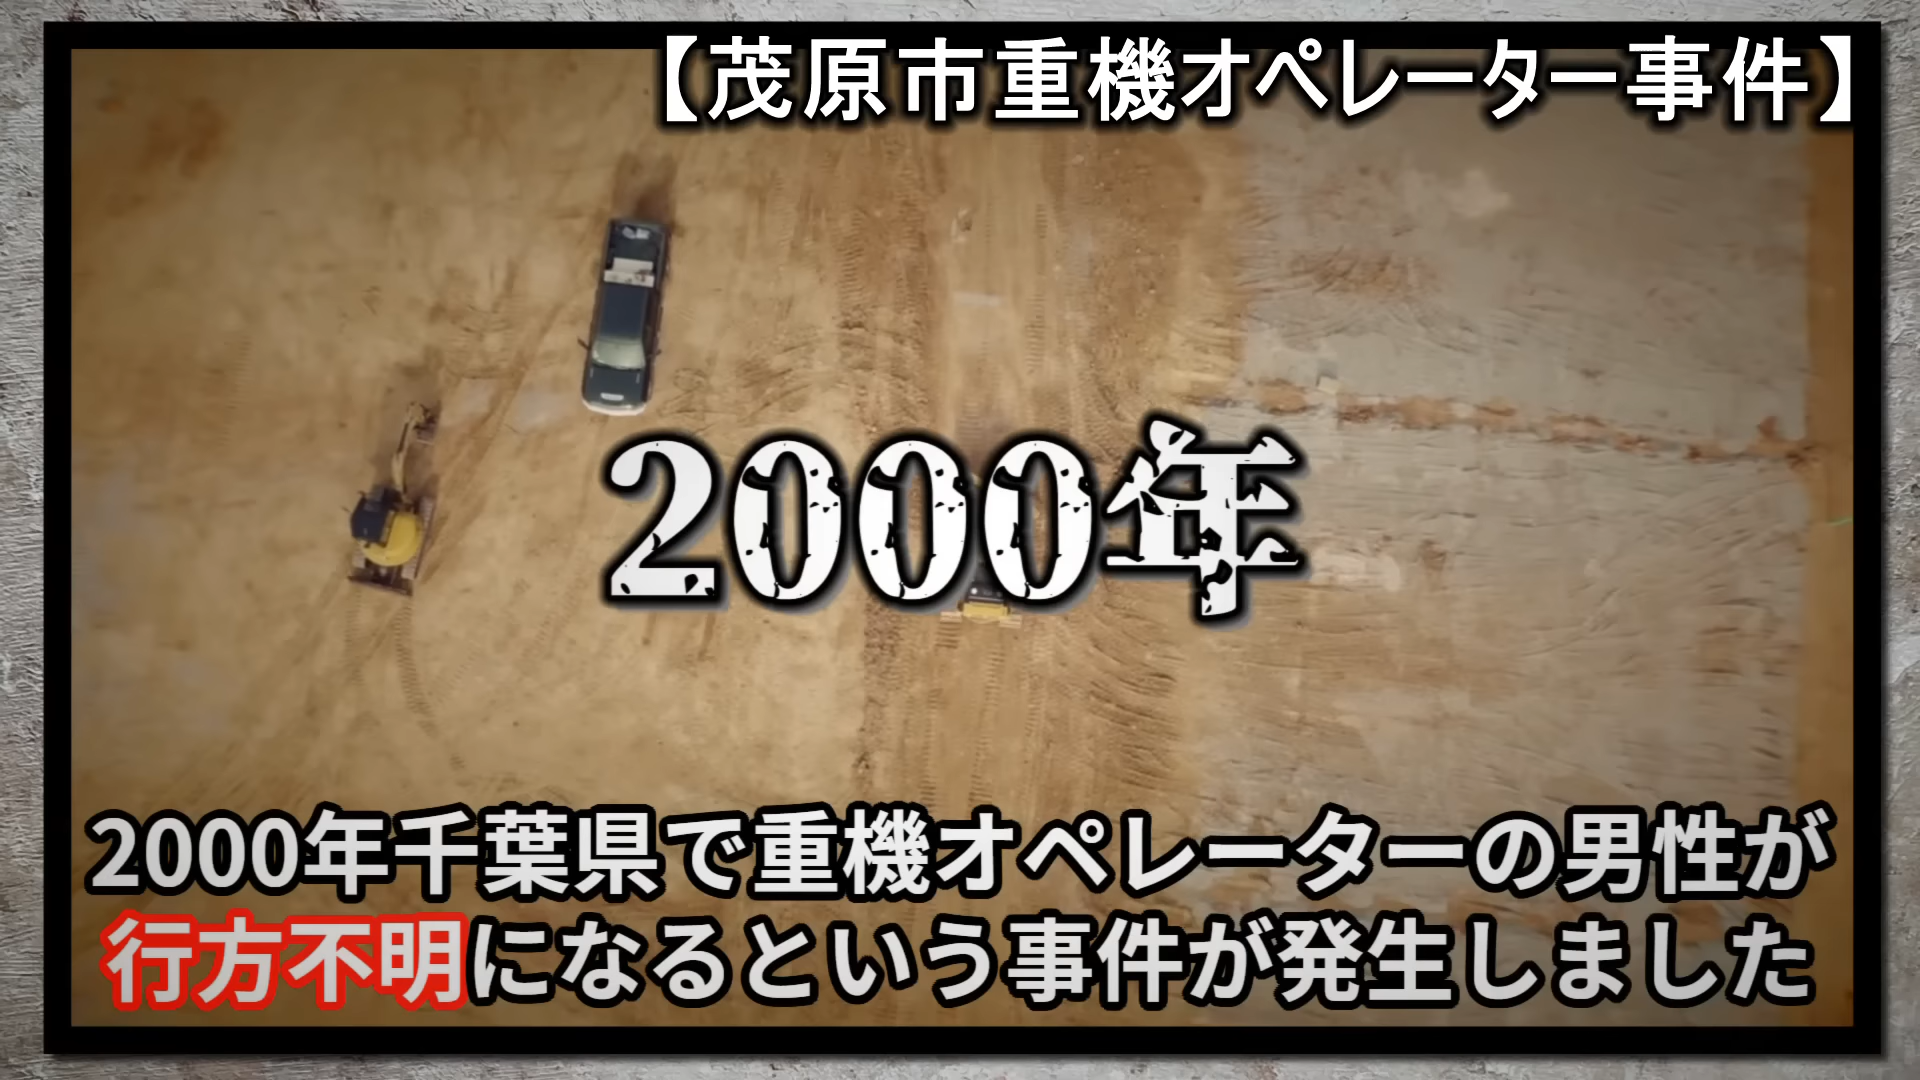 【茂原市重機オペレーター事件】
2000年
2000年千葉県で重機オペレーターの男性が
行方不明になるという事件が発生しました